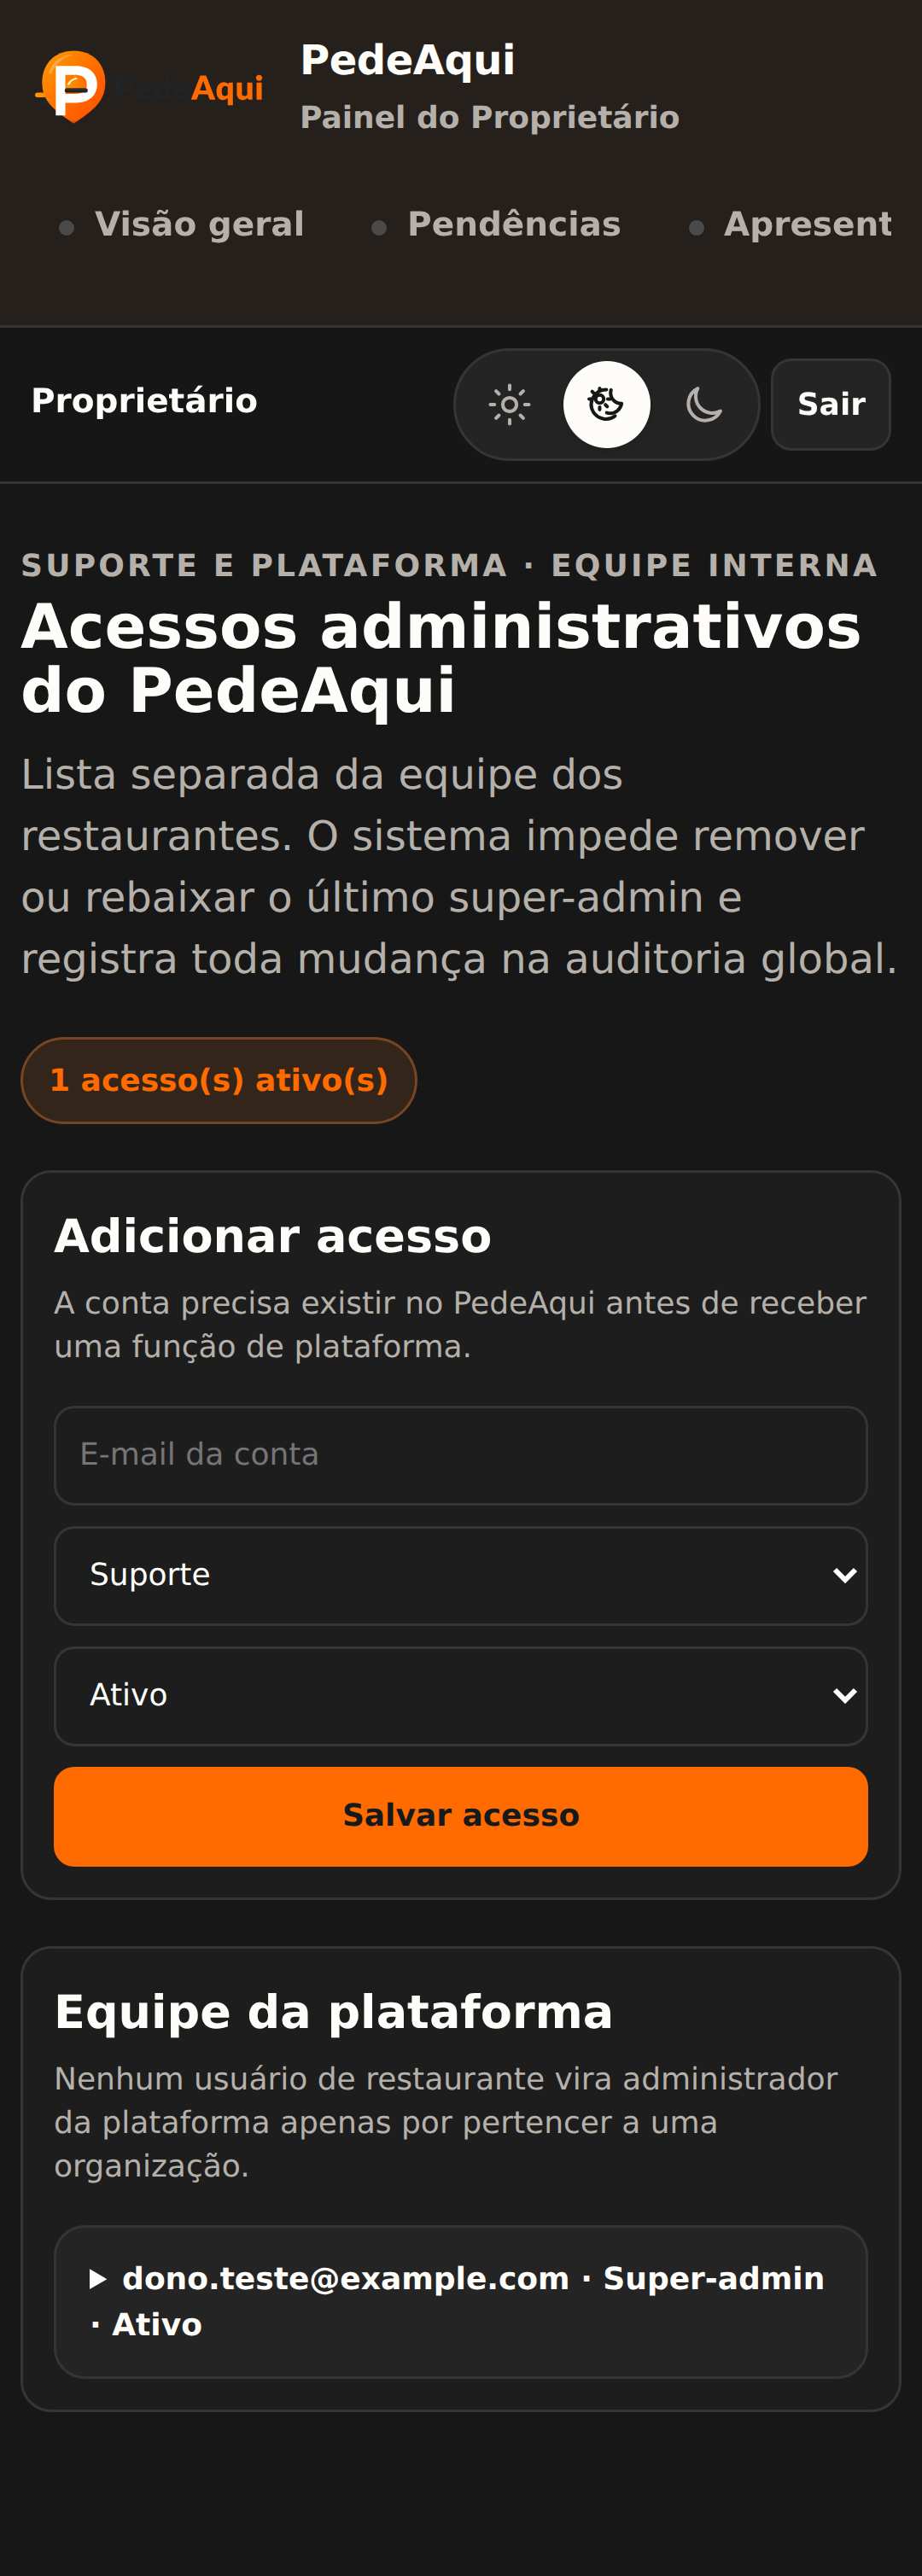 PedeAqui
PedeAqui
Painel do Proprietário
Visão geral
Pendências
Apresent
Proprietário
Sair
SUPORTE E PLATAFORMA · EQUIPE INTERNA
Acessos administrativos
do PedeAqui
Lista separada da equipe dos
restaurantes. O sistema impede remover
ou rebaixar o último super-admin e
registra toda mudança na auditoria global.
1 acesso(s) ativo(s)
Adicionar acesso
A conta precisa existir no PedeAqui antes de receber
uma função de plataforma.
E-mail da conta
Suporte
Ativo
Salvar acesso
Equipe da plataforma
Nenhum usuário de restaurante vira administrador
da plataforma apenas por pertencer a uma
organização.
dono.teste@example.com · Super-admin
· Ativo